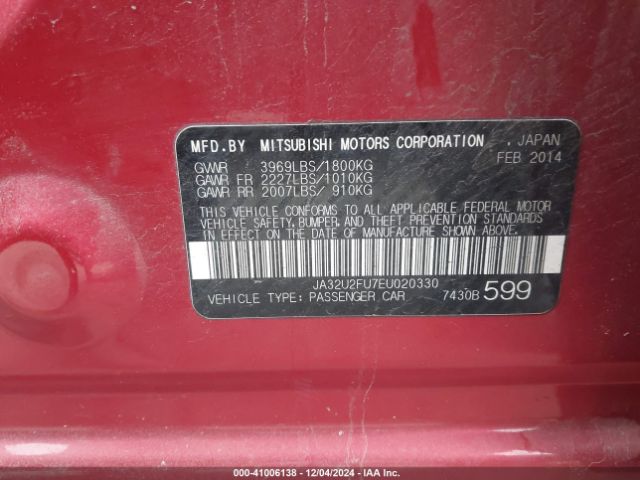 MFD.BY MITSUBISHI MOTORS CORPORATION , JAPAN
FEB 2014
GVWR 3969LBS/1800KG
GAWR FR 2227LBS/1010KG
GAWR RR 2007LBS/ 910KG
THIS VEHICLE CONFORMS TO ALL APPLICABLE FEDERAL MOTOR
VEHICLE SAFETY, BUMPER, AND THEFT PREVENTION STANDARDS
IN EFFECT ON THE DATE OF MANUFACTURE SHOWN ABOVE.
JA32U2FU7EU020330
VEHICLE TYPE: PASSENGER CAR 7430B 599
000-41006138 - 12/04/2024 - IAA Inc.